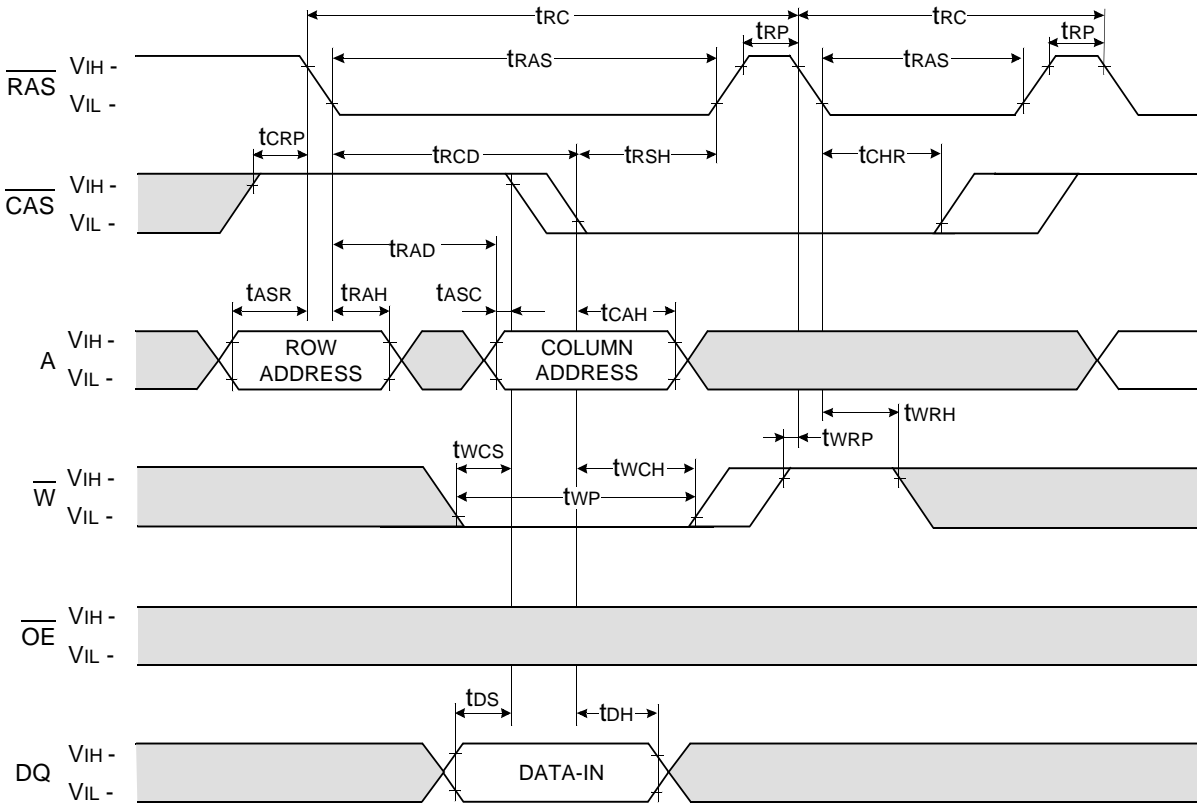 tRC tRC
tRP tRP
tRAS tRAS
RAS VIH -
VIL -
tCRP tRCD tRSH tCHR
CAS VIH -
VIL -
tRAD
tASR tRAH tASC tCAH
A VIH -
VIL -
ROW
ADDRESS
COLUMN
ADDRESS
tWRH
tWRP
tWCS tWCH
tWP
W VIH -
VIL -
OE VIH -
VIL -
tDS tDH
DQ VIH -
VIL -
DATA-IN